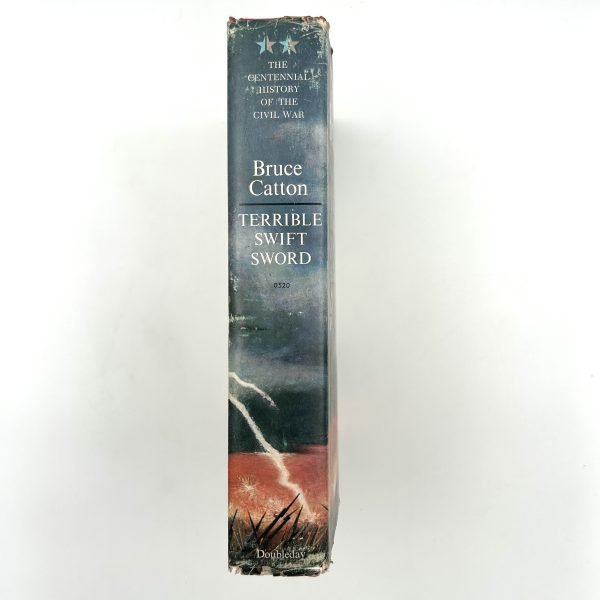 THE
CENTENNIAL
HISTORY
OF THE
CIVIL WAR
Bruce
Catton
TERRIBLE
SWIFT
SWORD
0320
Doubleday